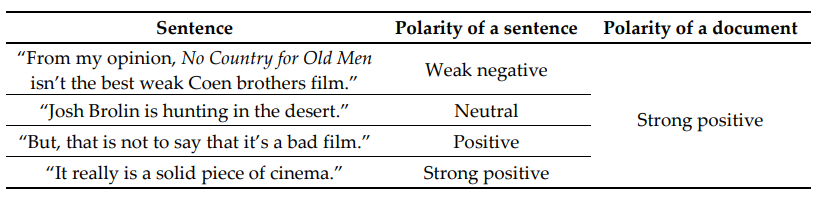 Sentence Polarity of a sentence Polarity of a document
“From my opinion, No Country for Old Men
isn’t the best weak Coen brothers film.”
Weak negative
“Josh Brolin is hunting in the desert.” Neutral
Strong positive
“But, that is not to say that it’s a bad film.” Positive
“It really is a solid piece of cinema.” Strong positive